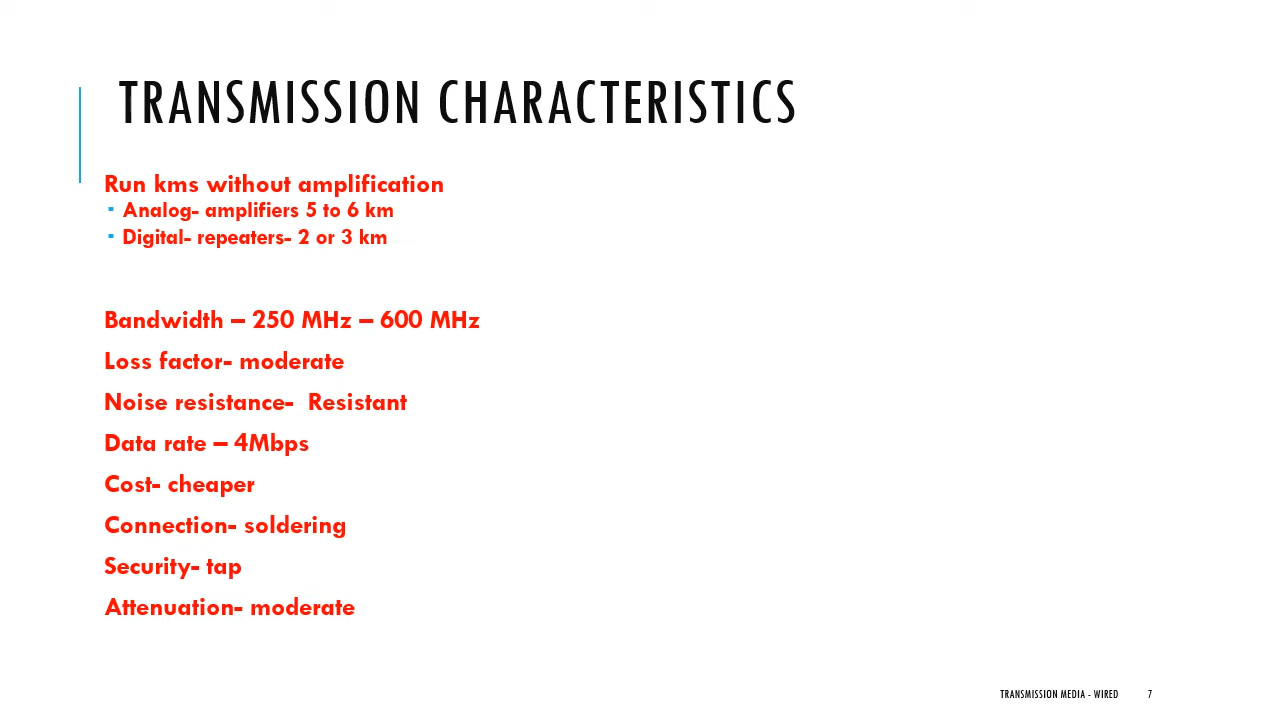 TRANSMISSION CHARACTERISTICS
Run kms without amplification
▪ Analog- amplifiers 5 to 6 km
▪ Digital- repeaters- 2 or 3 km
Bandwidth – 250 MHz – 600 MHz
Loss factor- moderate
Noise resistance-  Resistant
Data rate – 4Mbps
Cost- cheaper
Connection- soldering
Security- tap
Attenuation- moderate
TRANSMISSION MEDIA - WIRED 7